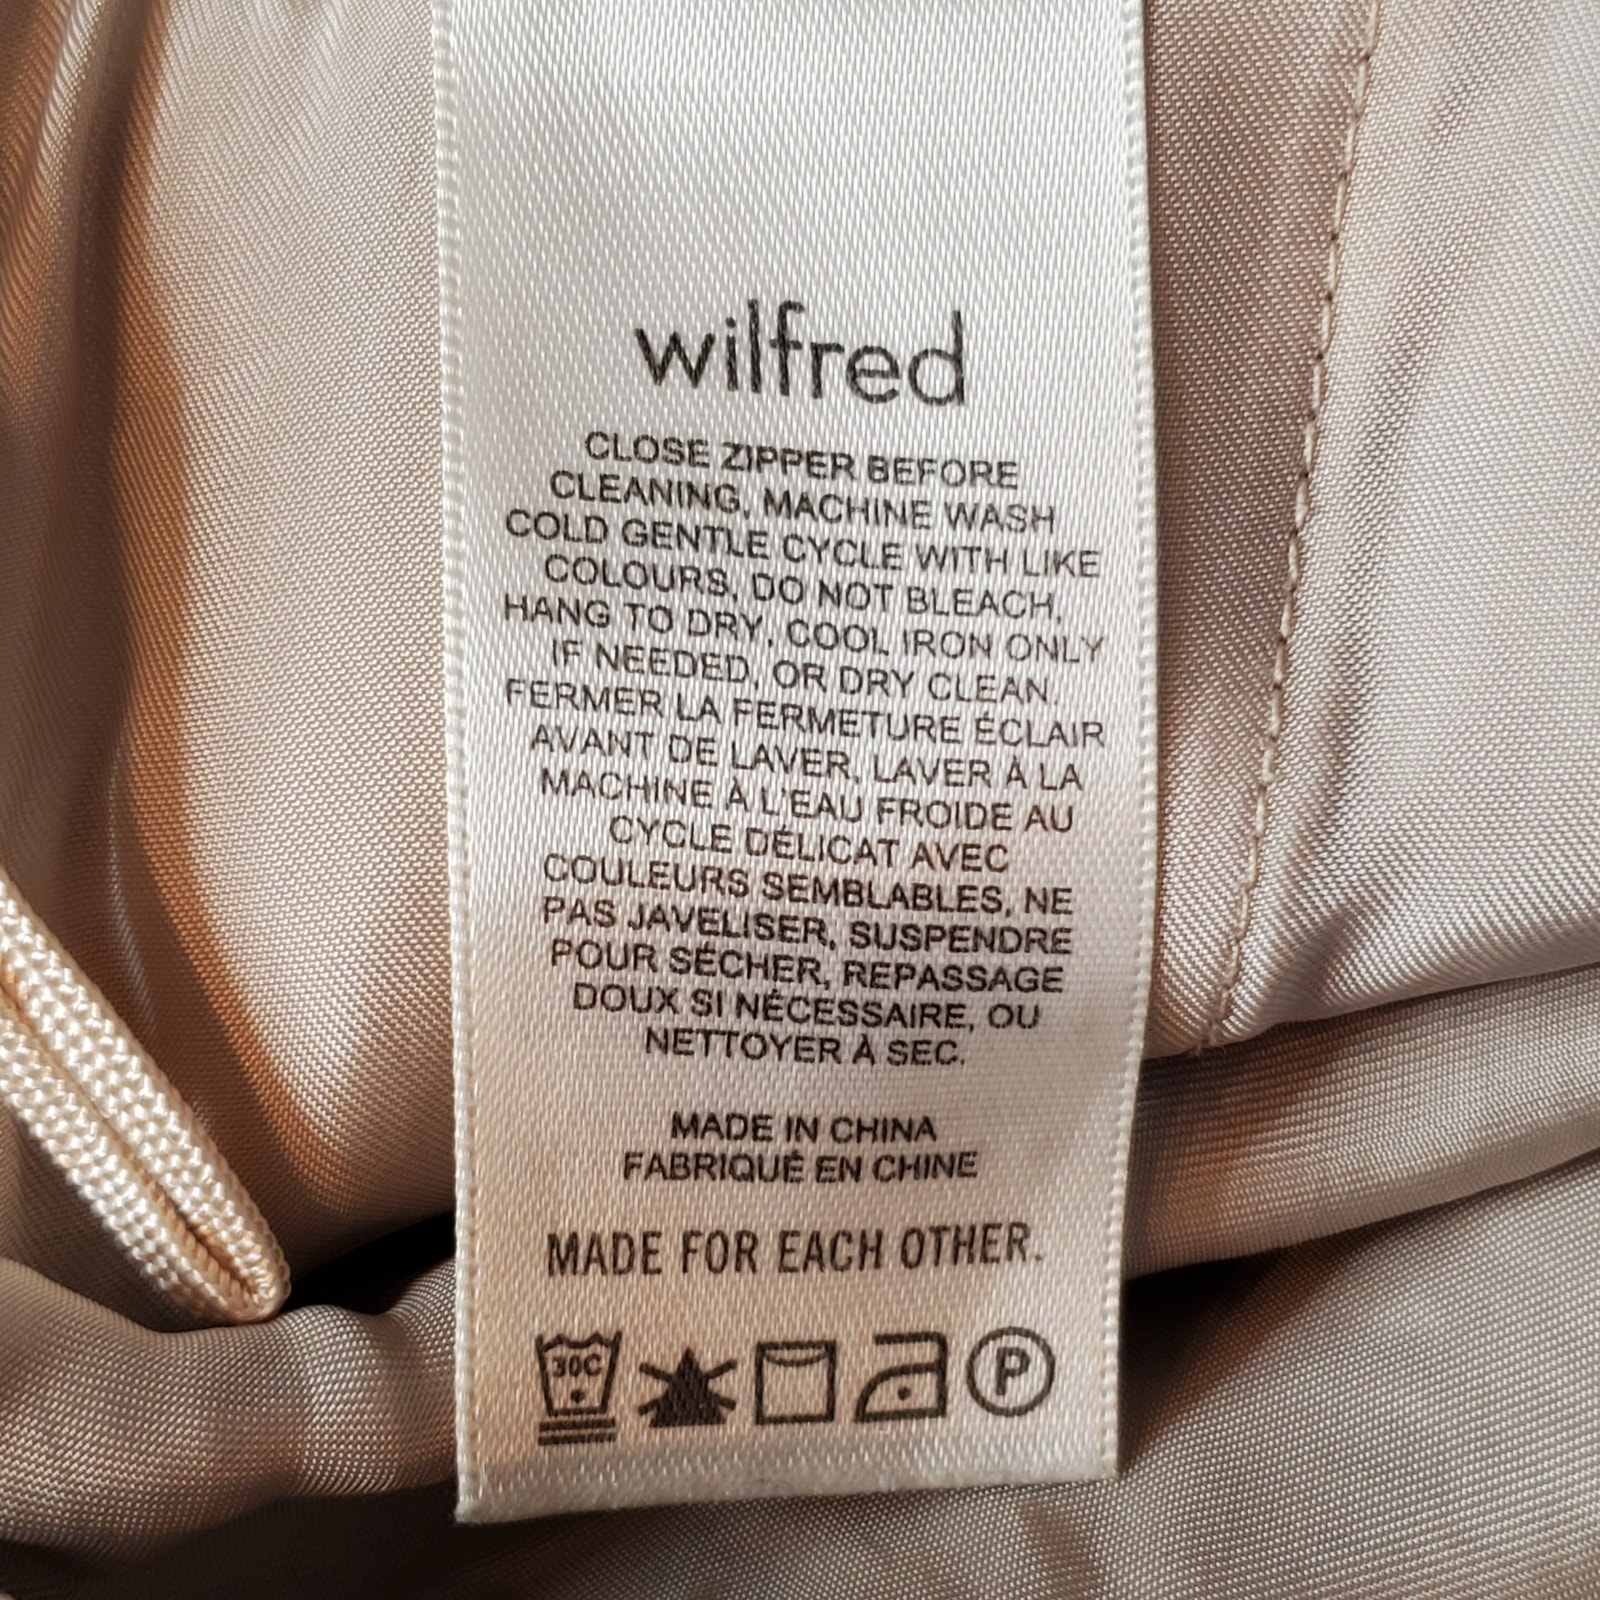 wilfred
CLOSE ZIPPER BEFORE
CLEANING, MACHINE WASH
COLD GENTLE CYCLE WITH LIKE
COLOURS, DO NOT BLEACH,
HANG TO DRY, COOL IRON ONLY
IF NEEDED, OR DRY CLEAN.
FERMER LA FERMETURE ÉCLAIR
AVANT DE LAVER, LAVER À LA
MACHINE À L'EAU FROIDE AU
CYCLE DÉLICAT AVEC
COULEURS SEMBLABLES, NE
PAS JAVELISER, SUSPENDRE
POUR SÉCHER, REPASSAGE
DOUX SI NÉCESSAIRE, OU
NETTOYER À SEC.
MADE IN CHINA
FABRIQUÉ EN CHINE
MADE FOR EACH OTHER.
30C P